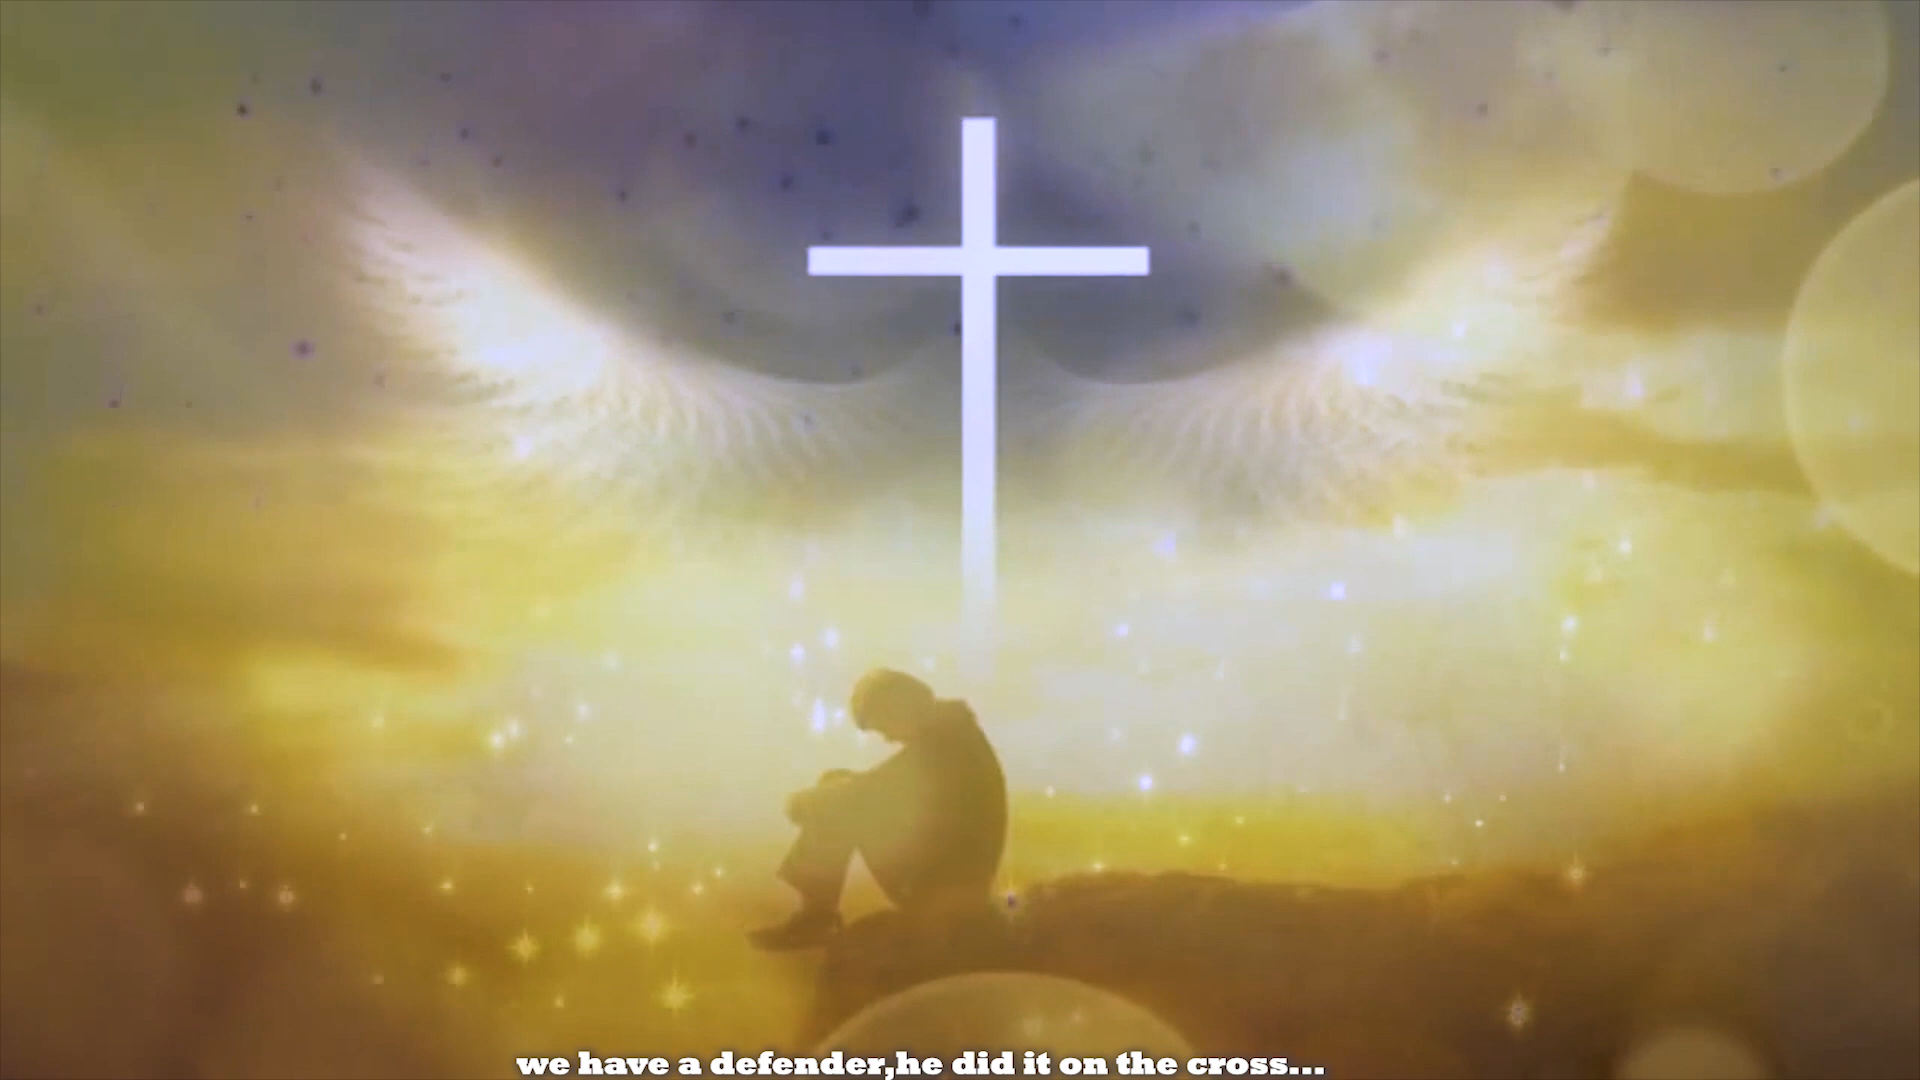 we have a defender,he did it on the cross...